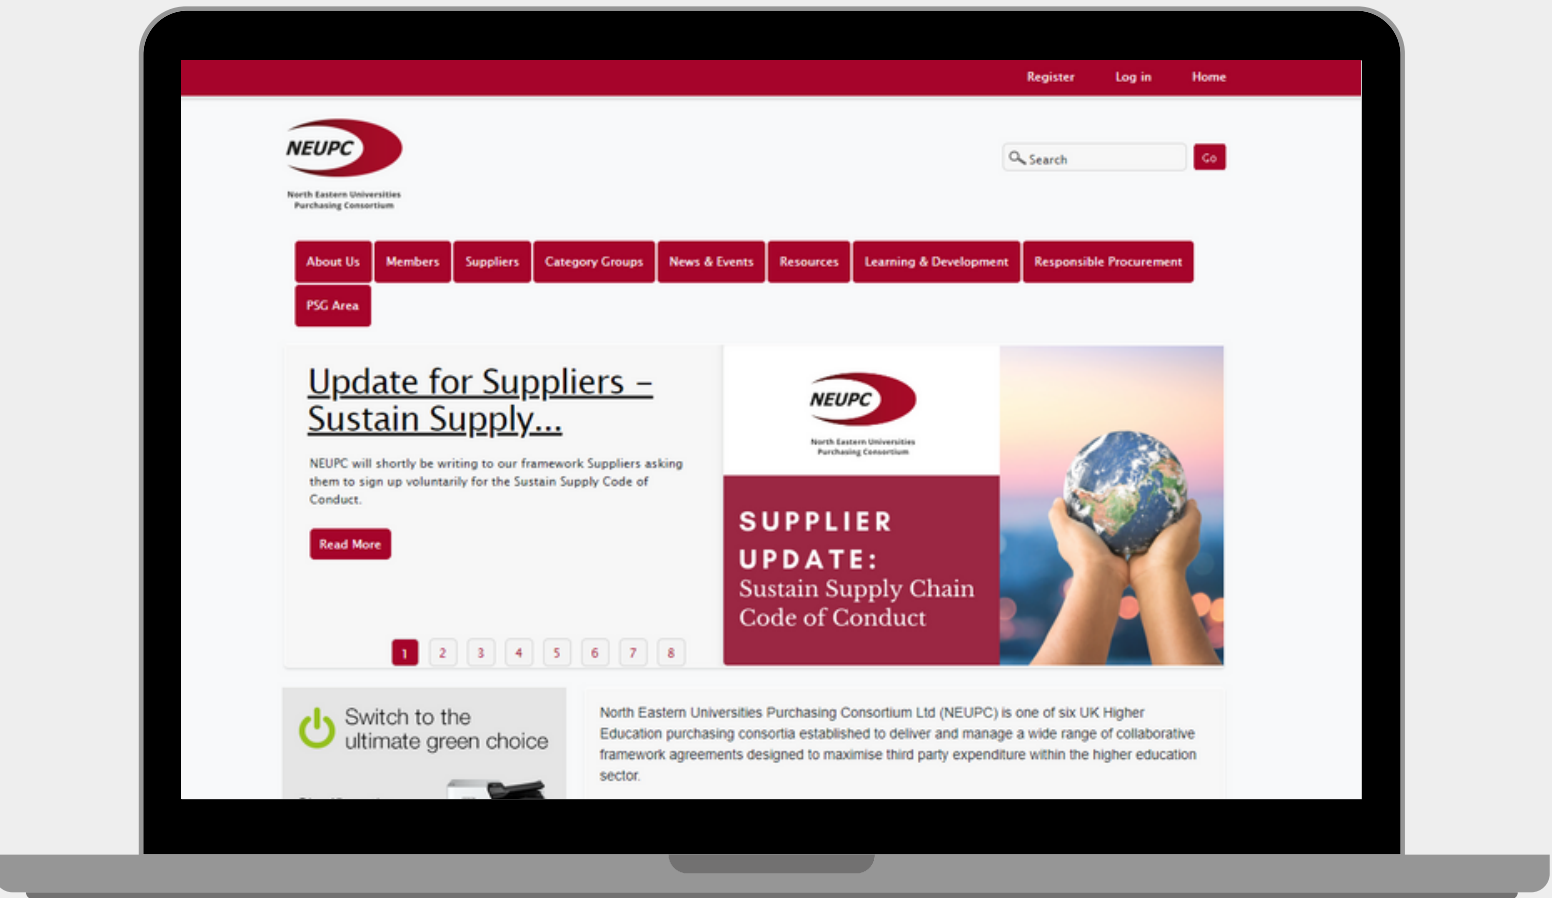 Register Log in Home
NEUPC
North Eastern Universities
Purchasing Consortium
Search
Go
About Us Members Suppliers Category Groups News & Events Resources Learning & Development Responsible Procurement
PSG Area
Update for Suppliers –
Sustain Supply...
NEUPC will shortly be writing to our framework Suppliers asking
them to sign up voluntarily for the Sustain Supply Code of
Conduct.
Read More
1 2 3 4 5 6 7 8
NEUPC
North Eastern Universities
Purchasing Consortium
SUPPLIER
UPDATE:
Sustain Supply Chain
Code of Conduct
Switch to the
ultimate green choice
North Eastern Universities Purchasing Consortium Ltd (NEUPC) is one of six UK Higher
Education purchasing consortia established to deliver and manage a wide range of collaborative
framework agreements designed to maximise third party expenditure within the higher education
sector.